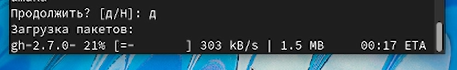 Продолжить? [д/Н]: д
Загрузка пакетов:
gh-2.7.0- 21% [=- ] 303 kB/s | 1.5 MB 00:17 ETA